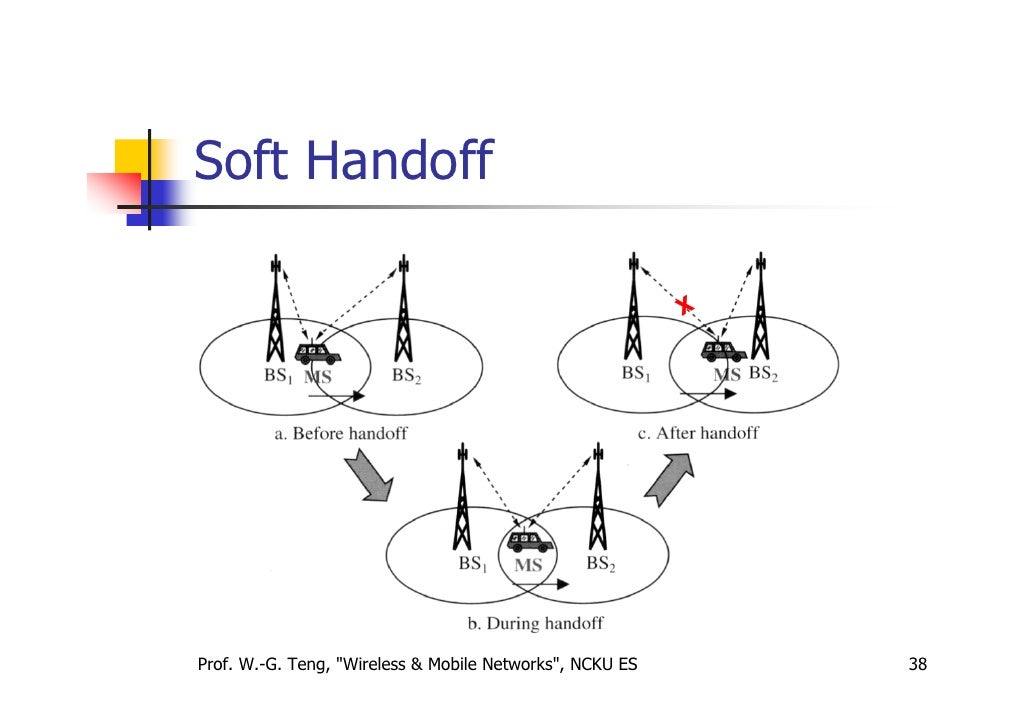 Soft Handoff
BS₁ MS BS₂
a. Before handoff
BS₁ MS BS₂
c. After handoff
X
BS₁ MS BS₂
b. During handoff
Prof. W.-G. Teng, "Wireless & Mobile Networks", NCKU ES 38